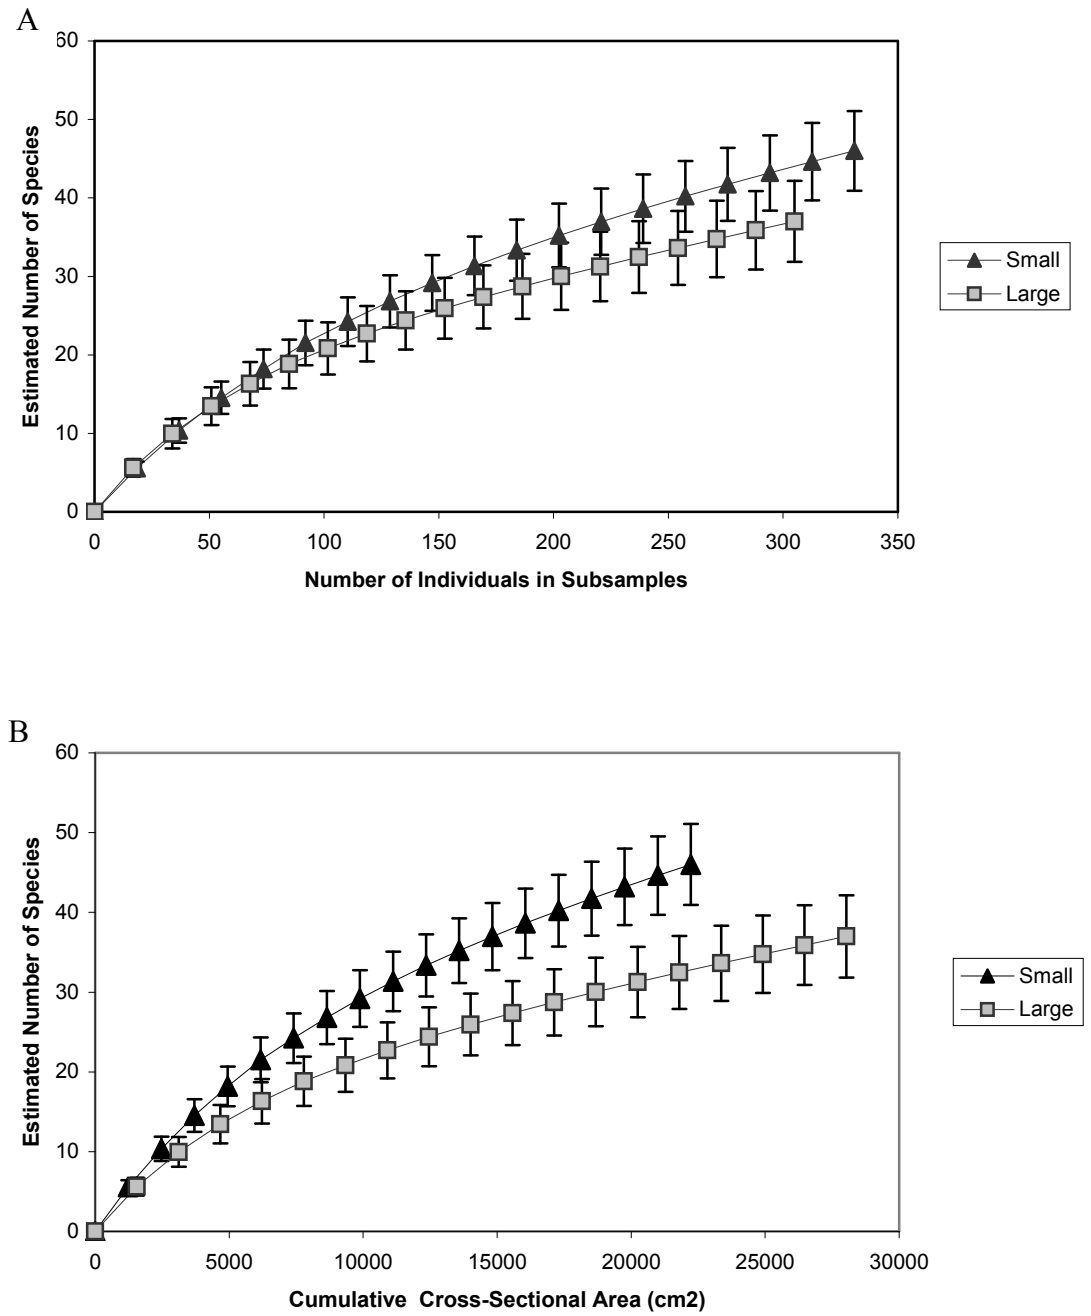 A
60
50
40
30
20
10
0
Estimated Number of Species
0 50 100 150 200 250 300 350
Number of Individuals in Subsamples
Small
Large
B
60
50
40
30
20
10
0
Estimated Number of Species
0 5000 10000 15000 20000 25000 30000
Cumulative Cross-Sectional Area (cm2)
Small
Large